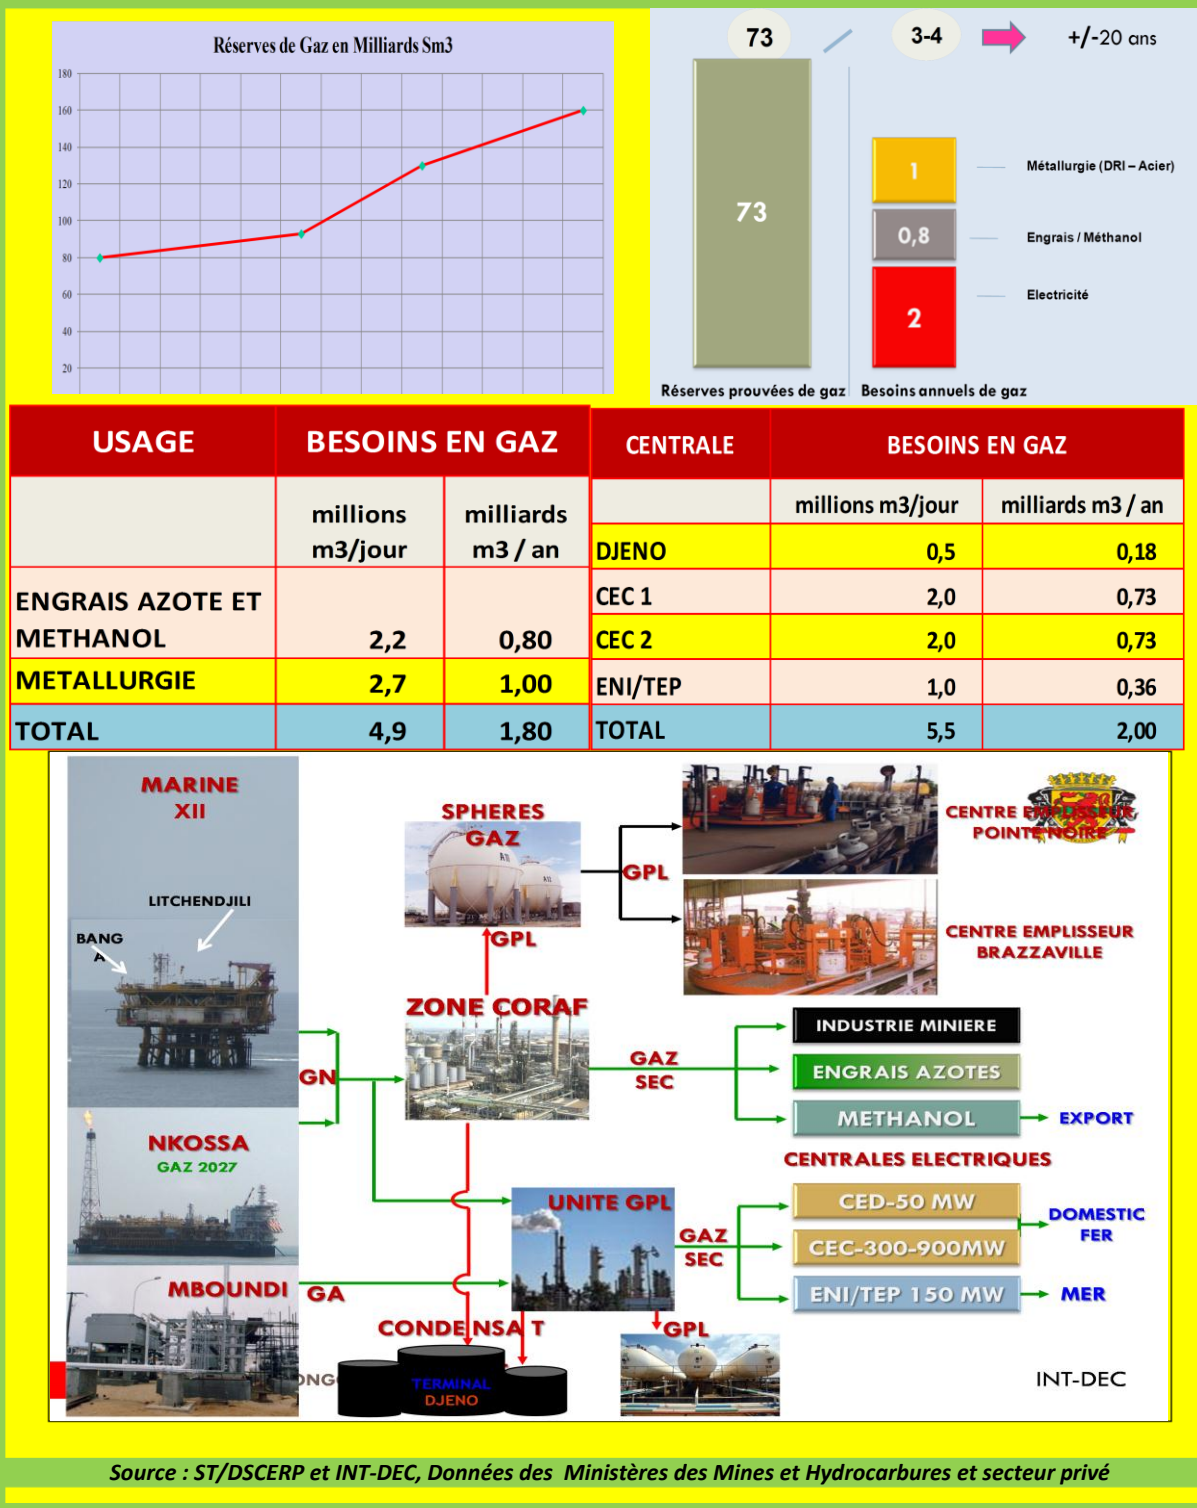 Réserves de Gaz en Milliards Sm3
180
160
140
120
100
80
60
40
20
73
3-4
+/-20 ans
73
1
0,8
2
Métallurgie (DRI – Acier)
Engrais / Méthanol
Electricité
Réserves prouvées de gaz
Besoins annuels de gaz
USAGE
BESOINS EN GAZ
millions
m3/jour
milliards
m3 / an
ENGRAIS AZOTE ET
METHANOL
2,2
0,80
METALLURGIE
2,7
1,00
TOTAL
4,9
1,80
CENTRALE
BESOINS EN GAZ
millions m3/jour
milliards m3 / an
DJENO
0,5
0,18
CEC 1
2,0
0,73
CEC 2
2,0
0,73
ENI/TEP
1,0
0,36
TOTAL
5,5
2,00
MARINE
XII
LITCHENDJILI
BANG
A
GN
NKOSSA
GAZ 2027
MBOUNDI
GA
SPHERES
GAZ
GPL
GPL
CENTRE EMPLISSEUR
POINTE NOIRE
CENTRE EMPLISSEUR
BRAZZAVILLE
ZONE CORAF
GAZ
SEC
INDUSTRIE MINIERE
ENGRAIS AZOTES
METHANOL
EXPORT
CENTRALES ELECTRIQUES
UNITE GPL
GAZ
SEC
CED-50 MW
CEC-300-900MW
ENI/TEP 150 MW
DOMESTIC
FER
MER
CONDENSAT
GPL
TERMINAL
DJENO
INT-DEC
Source : ST/DSCERP et INT-DEC, Données des Ministères des Mines et Hydrocarbures et secteur privé